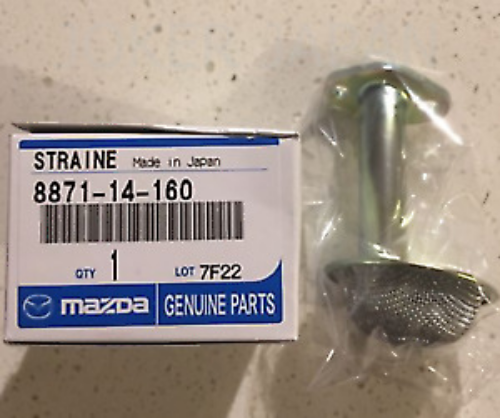 STRAINE Made in Japan
8871-14-160
QTY 1 LOT 7F22
mazda GENUINE PARTS